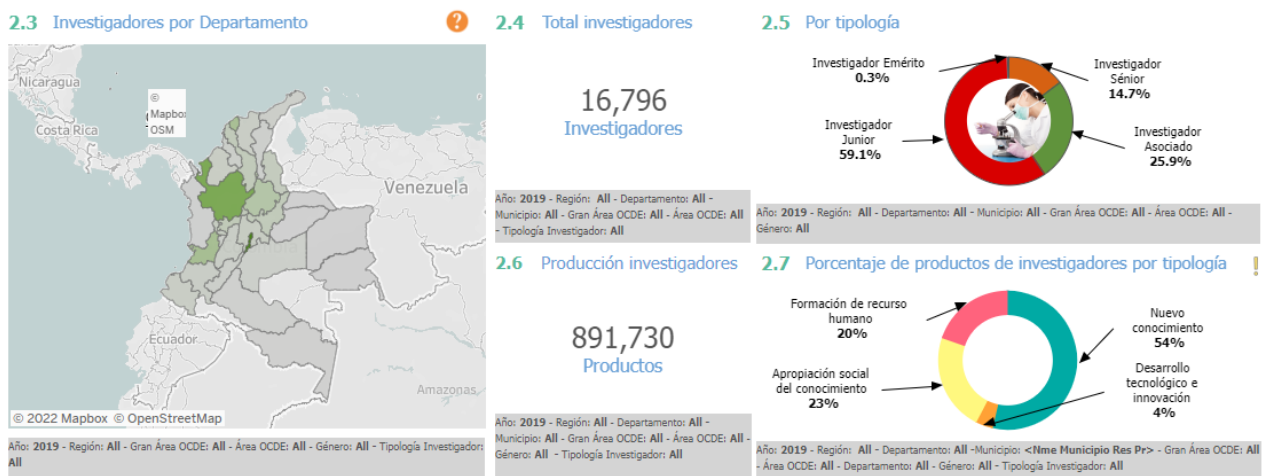 2.3 Investigadores por Departamento
?
Nicaragua
Costa Rica
©
Mapbox
OSM
Venezuela
Ecuador
Amazonas
© 2022 Mapbox © OpenStreetMap
Año: 2019 - Región: All - Gran Área OCDE: All - Área OCDE: All - Género: All - Tipología Investigador:
All
2.4 Total investigadores
16,796
Investigadores
Año: 2019 - Región: All - Departamento: All -
Municipio: All - Gran Área OCDE: All - Área OCDE: All
- Tipología Investigador: All
2.5 Por tipología
Investigador Emérito
0.3%
Investigador
Sénior
14.7%
Investigador
Junior
59.1%
Investigador
Asociado
25.9%
Año: 2019 - Región: All - Departamento: All - Municipio: All - Gran Área OCDE: All - Área OCDE: All -
Género: All
2.6 Producción investigadores
891,730
Productos
Año: 2019 - Región: All - Departamento: All -
Municipio: All - Gran Área OCDE: All - Área OCDE: All -
Género: All - Tipología Investigador: All
2.7 Porcentaje de productos de investigadores por tipología
!
Formación de recurso
humano
20%
Nuevo
conocimiento
54%
Apropiación social
del conocimiento
23%
Desarrollo
tecnológico e
innovación
4%
Año: 2019 - Región: All - Departamento: All -Municipio: <Nme Municipio Res Pr> - Gran Área OCDE: All
- Área OCDE: All - Departamento: All - Género: All - Tipología Investigador: All